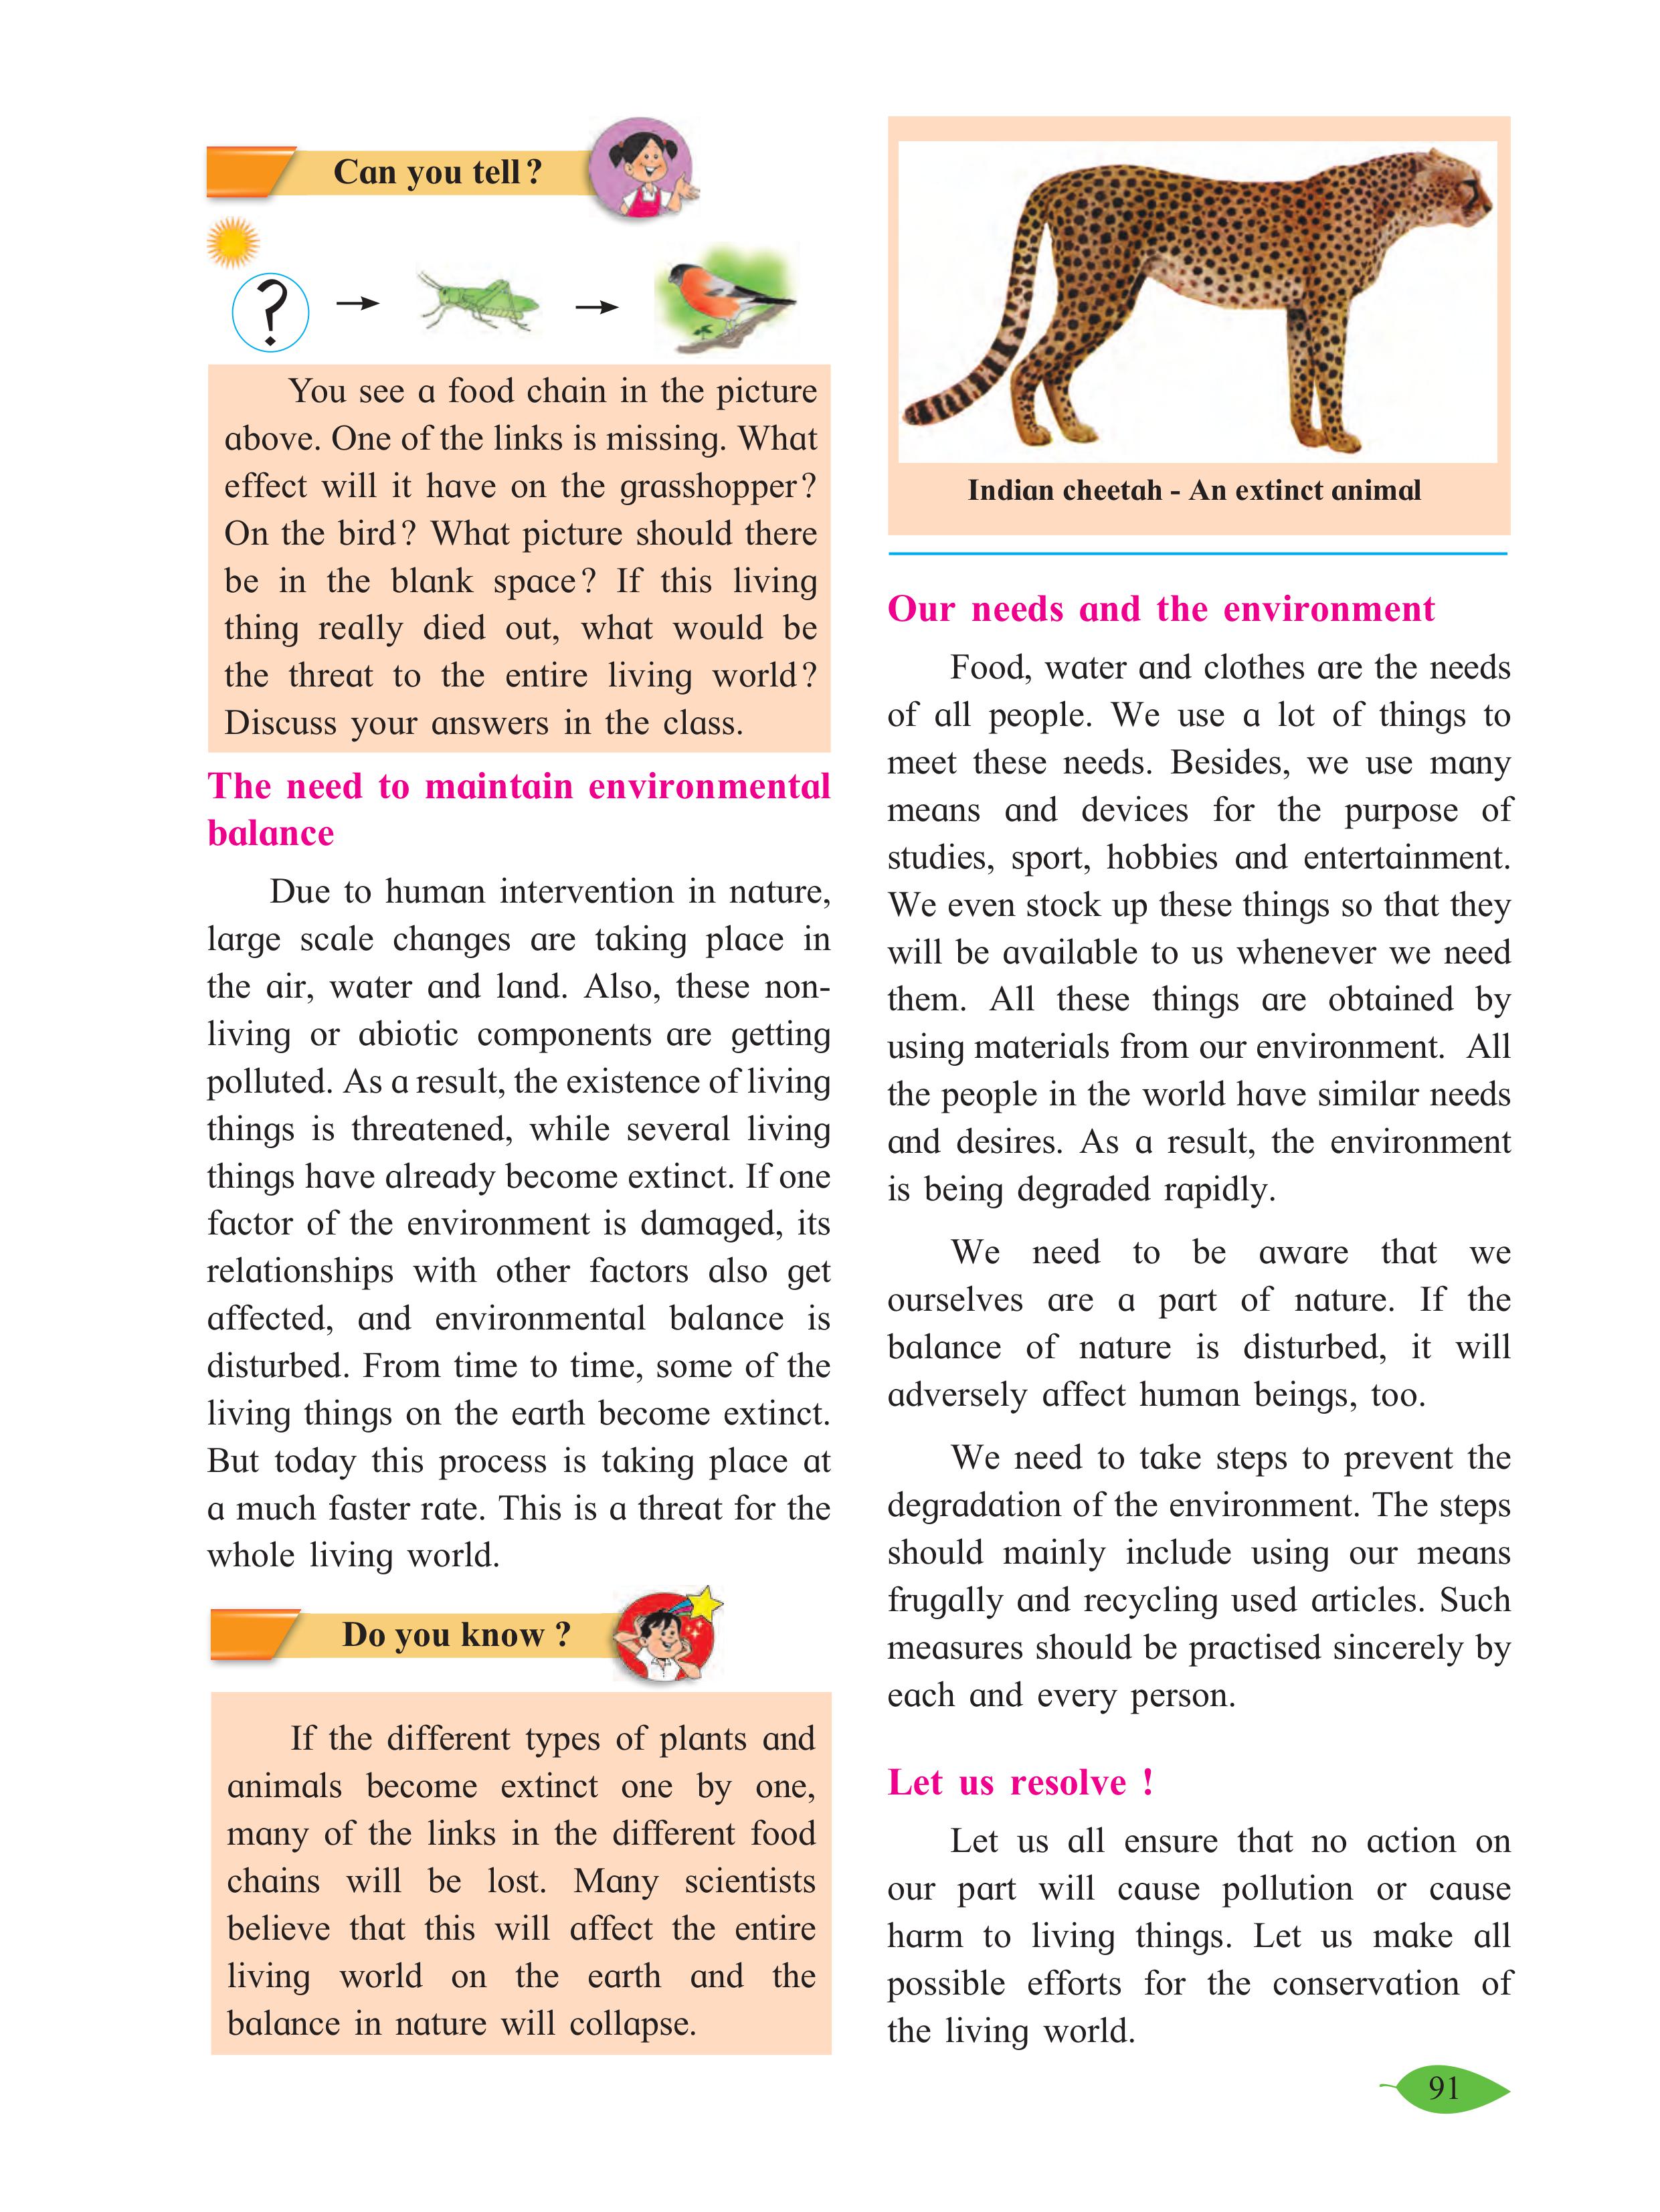 Can you tell?
?
You see a food chain in the picture
above. One of the links is missing. What
effect will it have on the grasshopper?
On the bird? What picture should there
be in the blank space? If this living
thing really died out, what would be
the threat to the entire living world?
Discuss your answers in the class.
The need to maintain environmental
balance
Due to human intervention in nature,
large scale changes are taking place in
the air, water and land. Also, these non-
living or abiotic components are getting
polluted. As a result, the existence of living
things is threatened, while several living
things have already become extinct. If one
factor of the environment is damaged, its
relationships with other factors also get
affected, and environmental balance is
disturbed. From time to time, some of the
living things on the earth become extinct.
But today this process is taking place at
a much faster rate. This is a threat for the
whole living world.
Do you know ?
If the different types of plants and
animals become extinct one by one,
many of the links in the different food
chains will be lost. Many scientists
believe that this will affect the entire
living world on the earth and the
balance in nature will collapse.
Indian cheetah - An extinct animal
Our needs and the environment
Food, water and clothes are the needs
of all people. We use a lot of things to
meet these needs. Besides, we use many
means and devices for the purpose of
studies, sport, hobbies and entertainment.
We even stock up these things so that they
will be available to us whenever we need
them. All these things are obtained by
using materials from our environment. All
the people in the world have similar needs
and desires. As a result, the environment
is being degraded rapidly.
We need to be aware that we
ourselves are a part of nature. If the
balance of nature is disturbed, it will
adversely affect human beings, too.
We need to take steps to prevent the
degradation of the environment. The steps
should mainly include using our means
frugally and recycling used articles. Such
measures should be practised sincerely by
each and every person.
Let us resolve !
Let us all ensure that no action on
our part will cause pollution or cause
harm to living things. Let us make all
possible efforts for the conservation of
the living world.
91